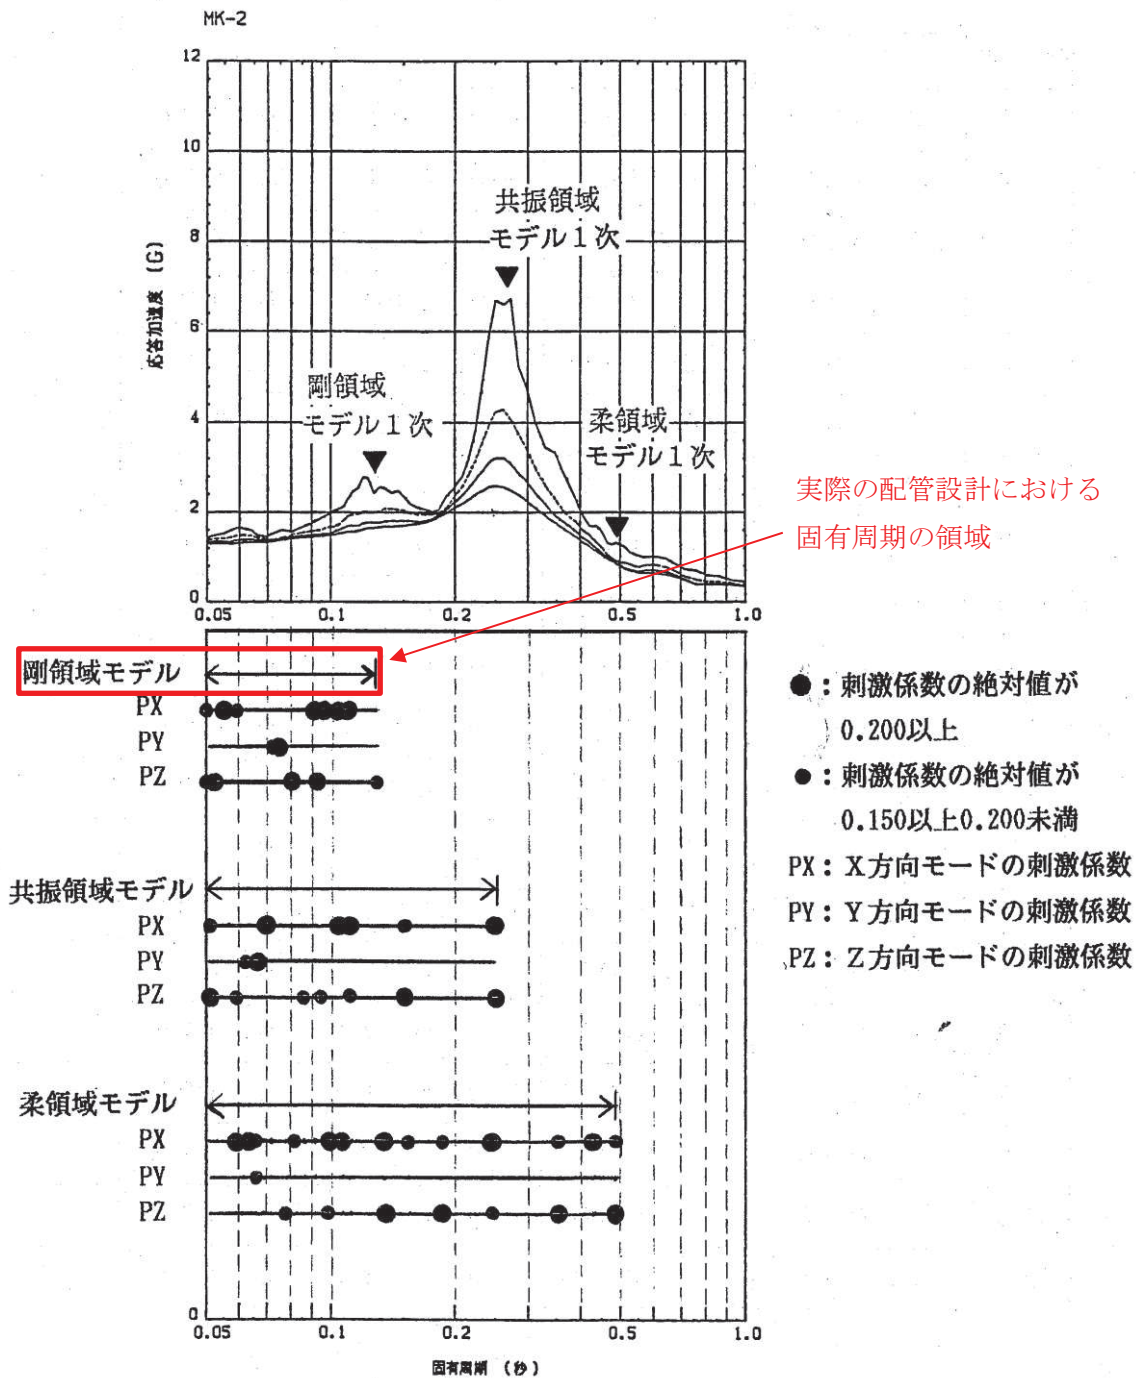 MK-2
12
10
8
6
4
2
0
応答加速度 (G)
共振領域
モデル1次
剛領域
モデル1次
柔領域
モデル1次
実際の配管設計における
固有周期の領域
0.05
0.1
0.2
0.5
1.0
剛領域モデル
PX
PY
PZ
共振領域モデル
PX
PY
PZ
柔領域モデル
PX
PY
PZ
●：刺激係数の絶対値が
0.200以上
●：刺激係数の絶対値が
0.150以上0.200未満
PX：X方向モードの刺激係数
PY：Y方向モードの刺激係数
PZ：Z方向モードの刺激係数
0
0.05
0.1
0.2
0.5
1.0
固有周期 (秒)